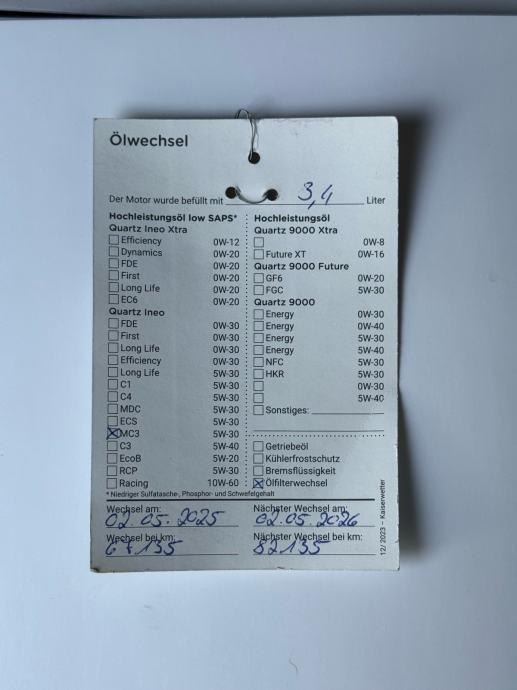 Ölwechsel
Der Motor wurde befüllt mit 3,4 Liter
Hochleistungsöl low SAPS*
Quartz Ineo Xtra
Efficiency 0W-12
Dynamics 0W-20
FDE 0W-20
First 0W-20
Long Life 0W-20
EC6 0W-20
Quartz Ineo
FDE 0W-30
First 0W-30
Long Life 0W-30
Efficiency 0W-30
Long Life 5W-30
C1 5W-30
C4 5W-30
MDC 5W-30
ECS 5W-30
MC3 5W-30
C3 5W-40
EcoB 5W-20
RCP 5W-30
Racing 10W-60
* Niedriger Sulfatasche-, Phosphor- und Schwefelgehalt
Hochleistungsöl
Quartz 9000 Xtra
0W-8
Future XT 0W-16
Quartz 9000 Future
GF6 0W-20
FGC 5W-30
Quartz 9000
Energy 0W-30
Energy 0W-40
Energy 5W-30
Energy 5W-40
NFC 5W-30
HKR 5W-30
0W-30
5W-40
Sonstiges:
Getriebeöl
Kühlerfrostschutz
Bremsflüssigkeit
Ölfilterwechsel
Wechsel am:
02.05.2025
Nächster Wechsel am:
02.05.2026
Wechsel bei km:
67.135
Nächster Wechsel bei km:
12/2023 – Kaiserwetter